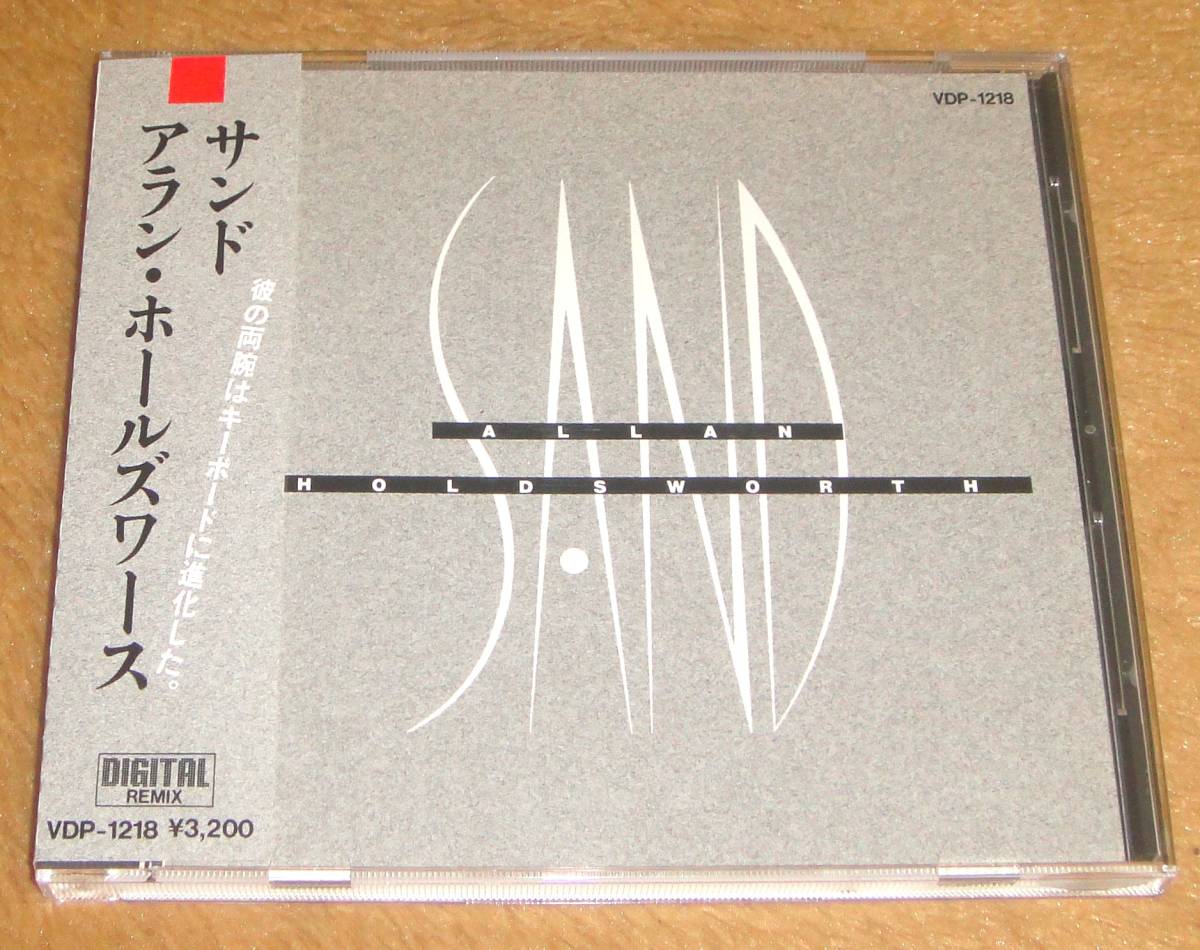 サンド
アラン・ホールズワース
彼の両腕はキーボードに進化した。
DIGITAL
REMIX
VDP-1218 ¥3,200
VDP-1218
SAND
ALLAN
HOLDSWORTH